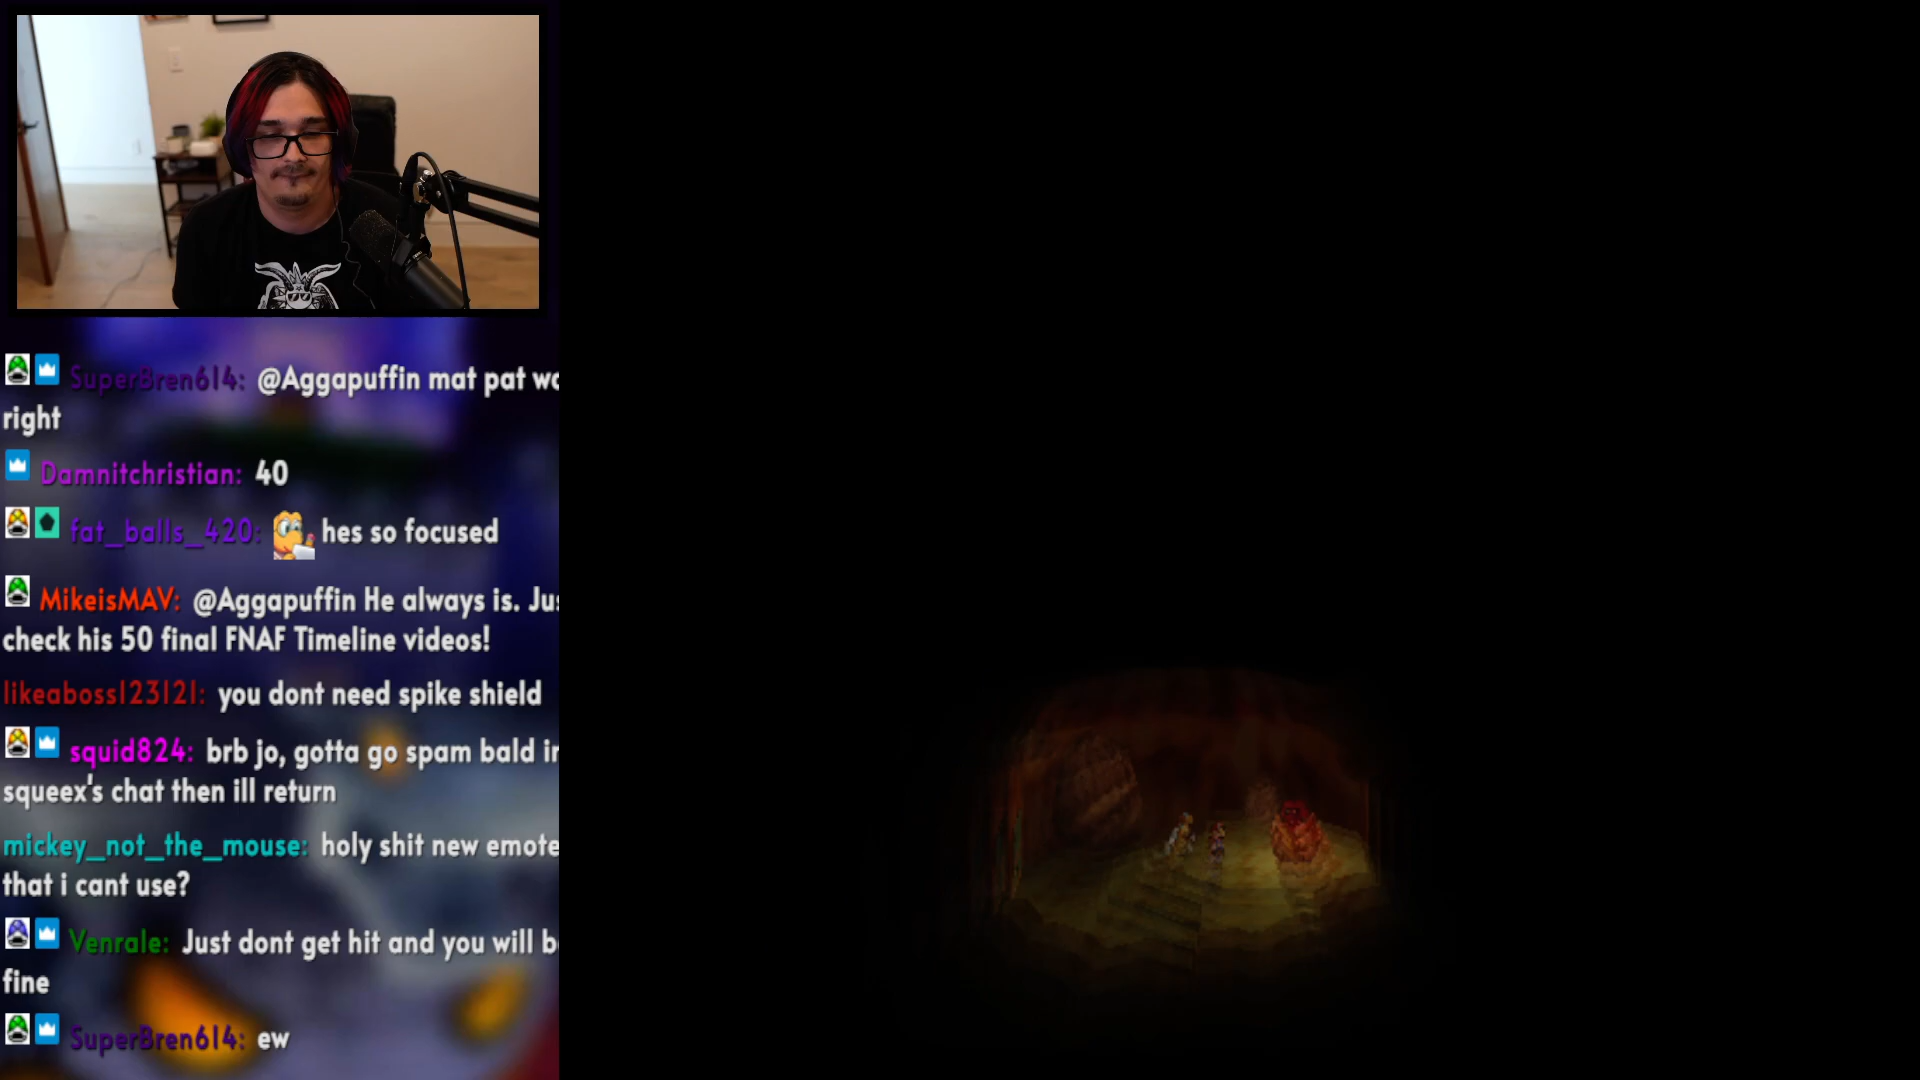 SuperBren614: @Aggapuffin mat pat
right
Damnitchristian: 40
fat_balls_420: hes so focused
MikeisMAV: @Aggapuffin He always is.
check his 50 final FNAF Timeline videos!
likeaboss123121: you dont need spike shield
squid824: brb jo, gotta go spam bald
squeex's chat then ill return
mickey_not_the_mouse: holy shit new emote
that i cant use?
Venrale: Just dont get hit and you will
fine
SuperBren614: ew